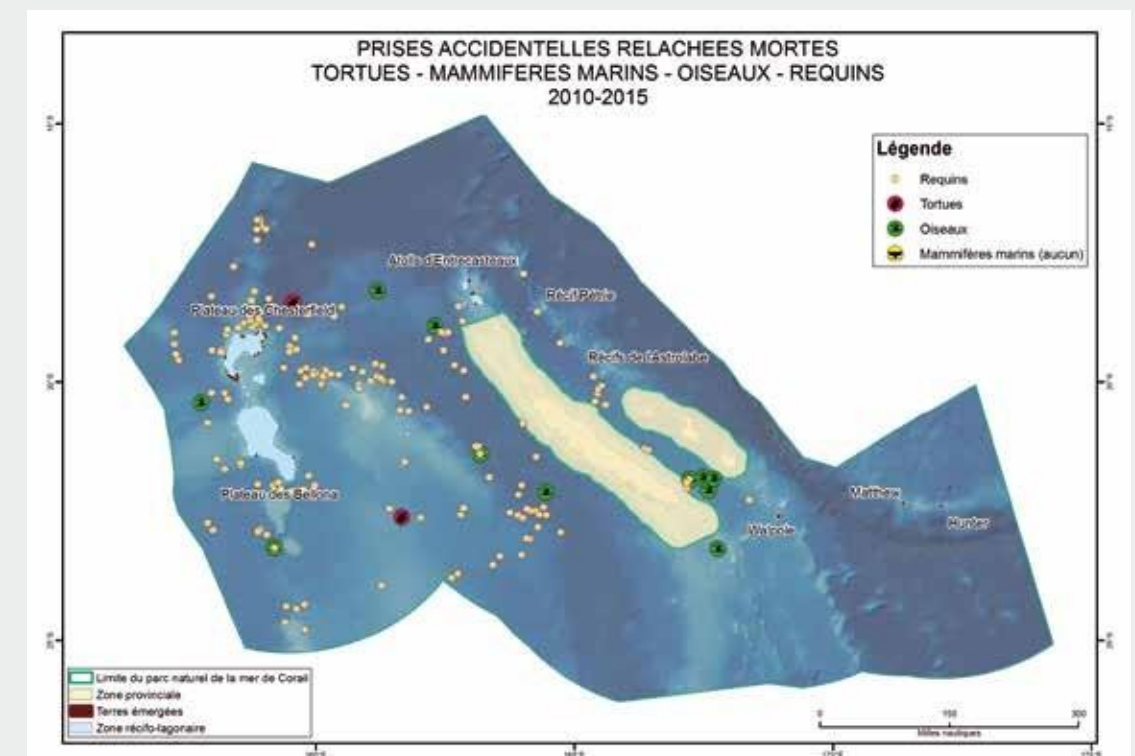 PRISES ACCIDENTELLES RELACHEES MORTES
TORTUES - MAMMIFERES MARINS - OISEAUX - REQUINS
2010-2015
Légende
Requins
Tortues
Oiseaux
Mammifères marins (aucun)
Atolls d'Entrecasteaux
Récif Pétrie
Plateau des Chesterfield
Récifs de l'Astrolabe
Plateau des Bellona
Matthew
Hunter
Walpole
Limite du parc naturel de la mer de Corail
Zone provinciale
Terres émergées
Zone récifo-lagonaire
0 150 300
Milles nautiques